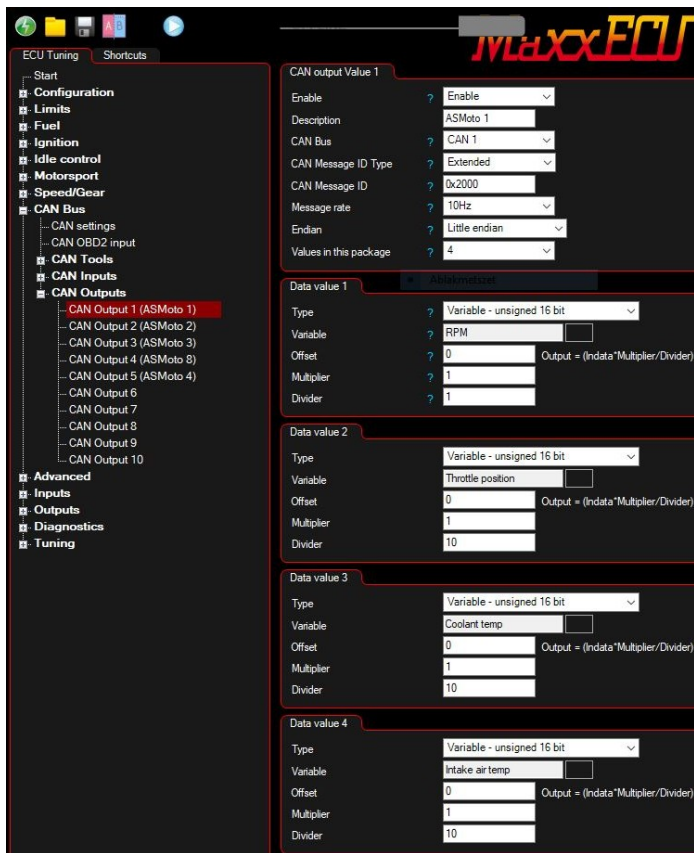 A B
MaxxECU
ECU Tuning
Shortcuts
Start
Configuration
Limits
Fuel
Ignition
Idle control
Motorsport
Speed/Gear
CAN Bus
CAN settings
CAN OBD2 input
CAN Tools
CAN Inputs
CAN Outputs
CAN Output 1 (ASMoto 1)
CAN Output 2 (ASMoto 2)
CAN Output 3 (ASMoto 3)
CAN Output 4 (ASMoto 8)
CAN Output 5 (ASMoto 4)
CAN Output 6
CAN Output 7
CAN Output 8
CAN Output 9
CAN Output 10
Advanced
Inputs
Outputs
Diagnostics
Tuning
CAN output Value 1
Enable ? Enable
Description ASMoto 1
CAN Bus ? CAN 1
CAN Message ID Type ? Extended
CAN Message ID ? 0x2000
Message rate ? 10Hz
Endian ? Little endian
Values in this package ? 4
Ablakmetszet
Data value 1
Type ? Variable - unsigned 16 bit
Variable ? RPM
Offset ? 0 Output = (Indata*Multiplier/Divider)
Multiplier ? 1
Divider ? 1
Data value 2
Type Variable - unsigned 16 bit
Variable Throttle position
Offset 0 Output = (Indata*Multiplier/Divider)
Multiplier 1
Divider 10
Data value 3
Type Variable - unsigned 16 bit
Variable Coolant temp
Offset 0 Output = (Indata*Multiplier/Divider)
Multiplier 1
Divider 10
Data value 4
Type Variable - unsigned 16 bit
Variable Intake air temp
Offset 0 Output = (Indata*Multiplier/Divider)
Multiplier 1
Divider 10